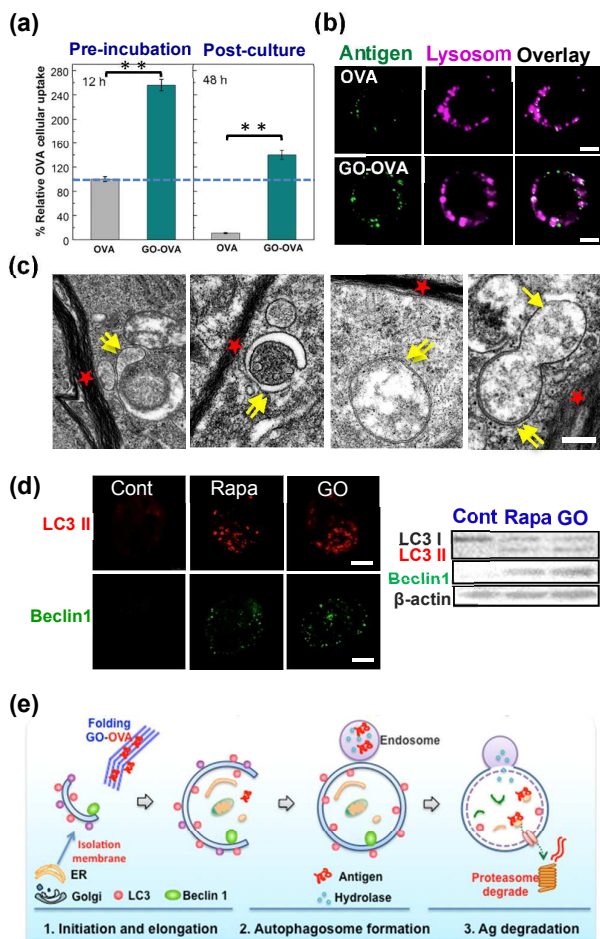 (a)
Pre-incubation Post-culture
% Relative OVA cellular uptake
280
240
200
160
120
80
40
0
12 h
**
48 h
**
OVA GO-OVA OVA GO-OVA
(b)
Antigen Lysosom Overlay
OVA
GO-OVA
(c)
(d)
Cont Rapa GO
LC3 II
Beclin1
Cont Rapa GO
LC3 I
LC3 II
Beclin1
β-actin
(e)
Folding
GO-OVA
Isolation
membrane
ER
Golgi LC3 Beclin 1
Endosome
Antigen
Hydrolase
Proteasome
degrade
1. Initiation and elongation 2. Autophagosome formation 3. Ag degradation